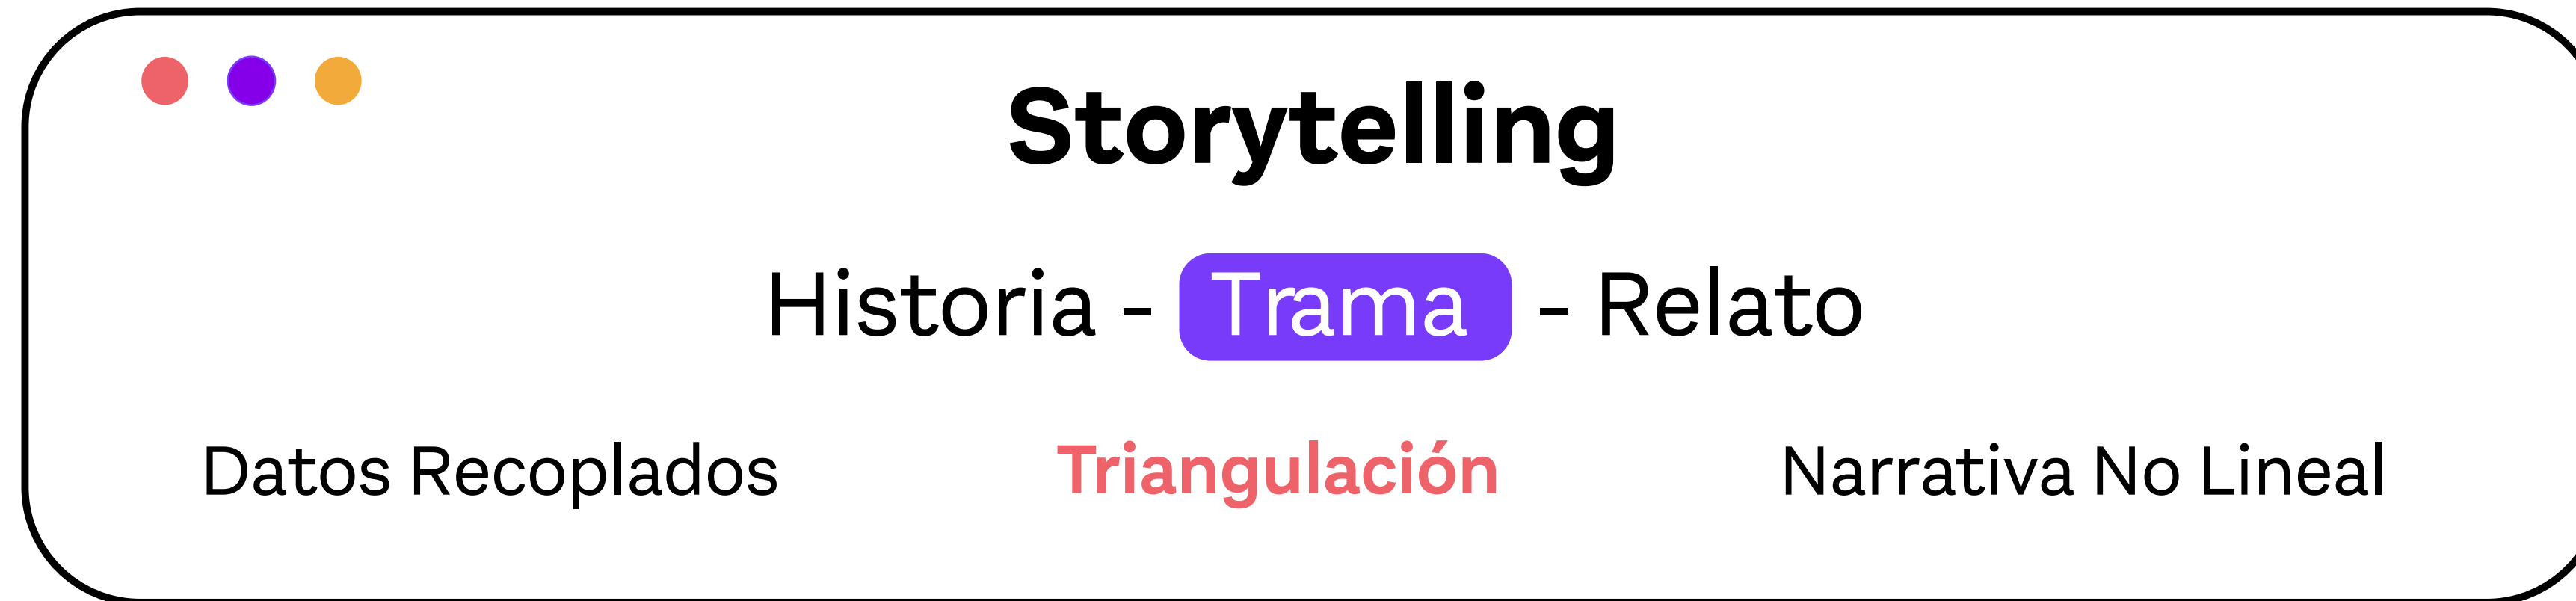 Storytelling
Historia - Trama - Relato
Datos Recoplados Triangulación Narrativa No Lineal